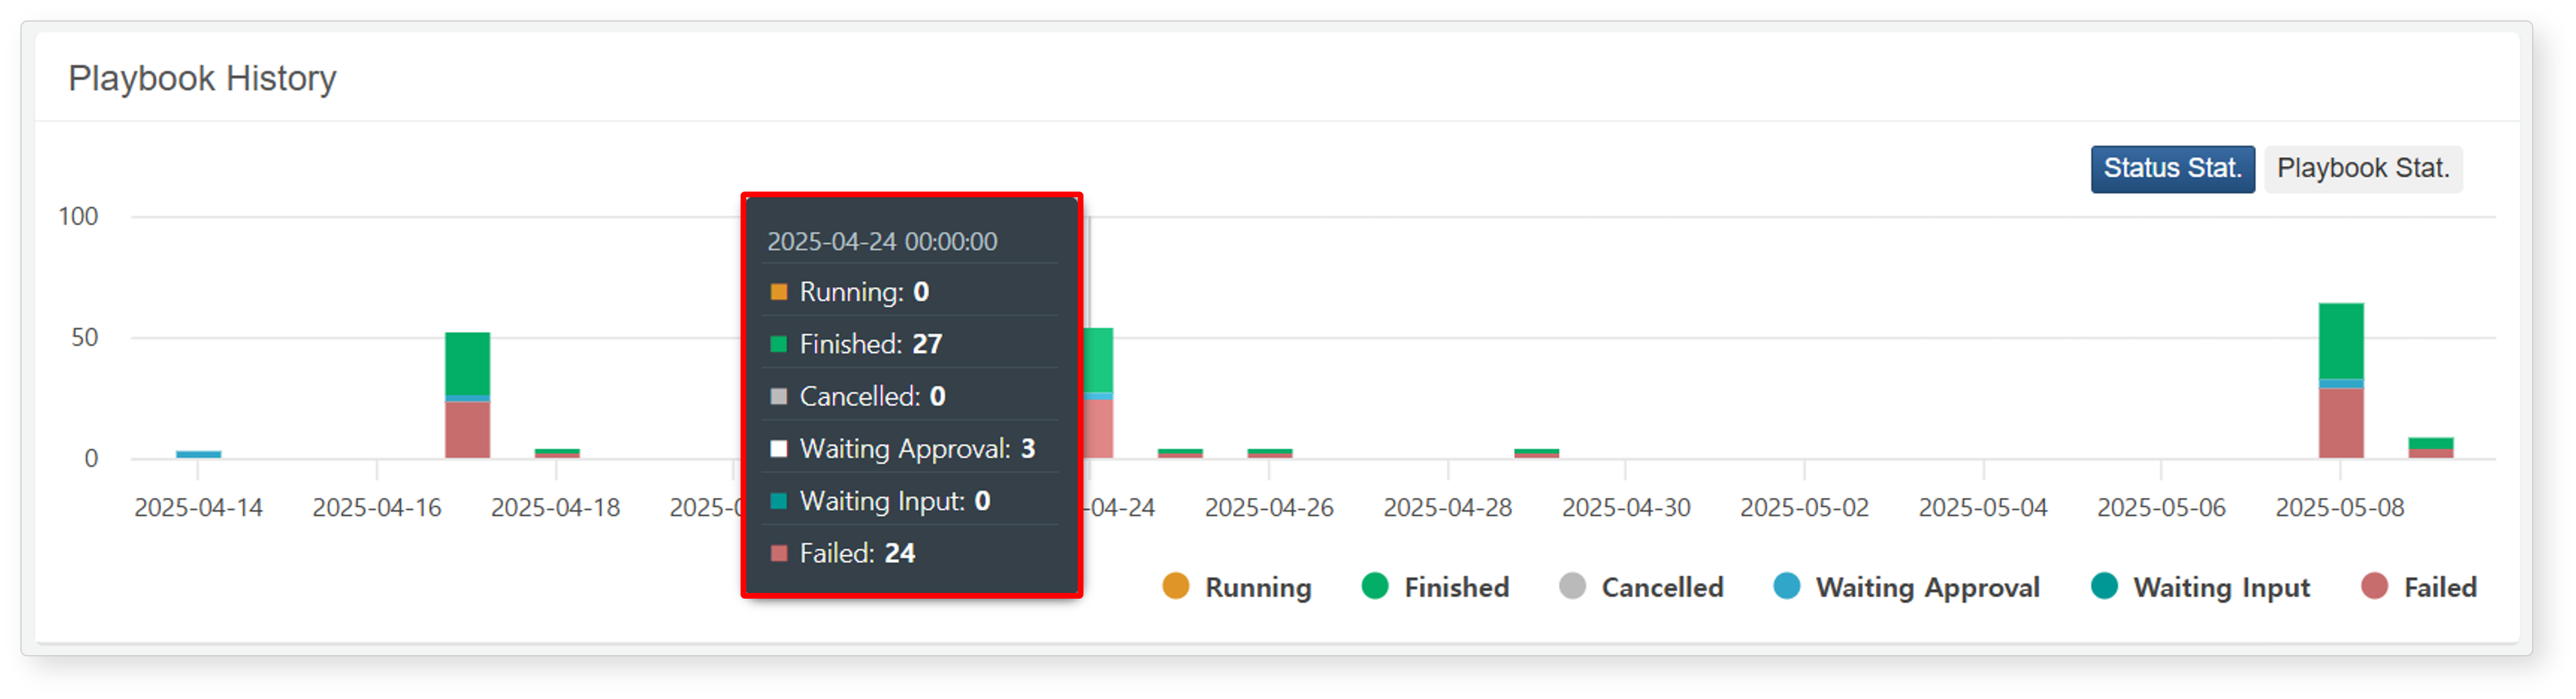 Playbook History
Status Stat. Playbook Stat.
100
50
0
2025-04-24 00:00:00
Running: 0
Finished: 27
Cancelled: 0
Waiting Approval: 3
Waiting Input: 0
Failed: 24
2025-04-14 2025-04-16 2025-04-18 2025-0 -04-24 2025-04-26 2025-04-28 2025-04-30 2025-05-02 2025-05-04 2025-05-06 2025-05-08
Running Finished Cancelled Waiting Approval Waiting Input Failed